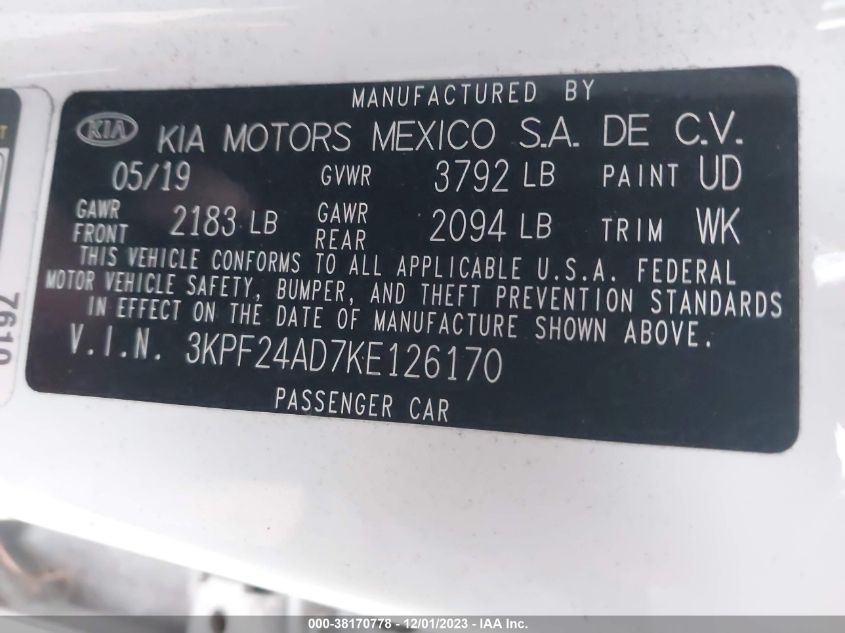 MANUFACTURED BY
KIA KIA MOTORS MEXICO S.A. DE C.V.
05/19 GVWR 3792 LB PAINT UD
GAWR FRONT 2183 LB GAWR REAR 2094 LB TRIM WK
THIS VEHICLE CONFORMS TO ALL APPLICABLE U.S.A. FEDERAL
MOTOR VEHICLE SAFETY, BUMPER, AND THEFT PREVENTION STANDARDS
IN EFFECT ON THE DATE OF MANUFACTURE SHOWN ABOVE.
V.I.N. 3KPF24AD7KE126170
PASSENGER CAR
7610
000-38170778 - 12/01/2023 - IAA Inc.